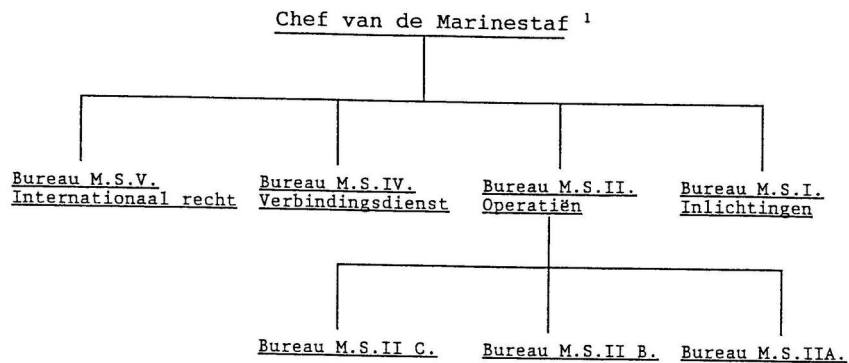 Chef van de Marinestaf 1
Bureau M.S.V.
Internationaal recht
Bureau M.S.IV.
Verbindingsdienst
Bureau M.S.II.
Operatiën
Bureau M.S.I.
Inlichtingen
Bureau M.S.II C.
Bureau M.S.II B.
Bureau M.S.IIA.